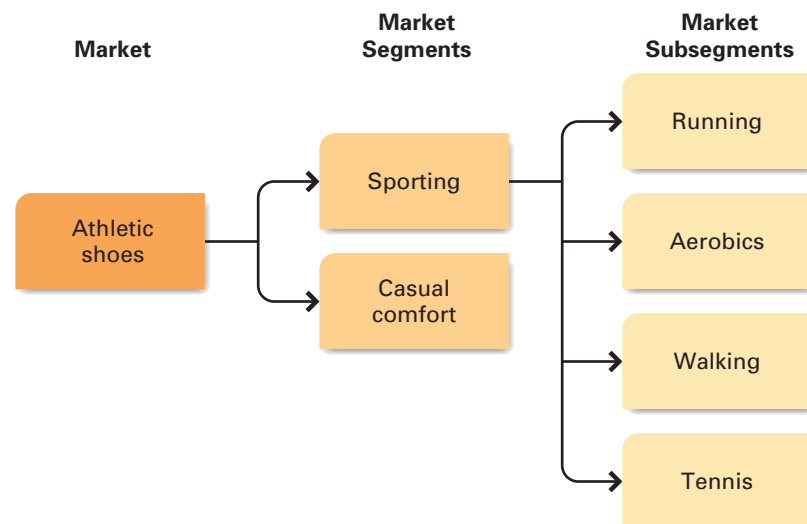 Market
Market
Segments
Market
Subsegments
Athletic
shoes
Sporting
Casual
comfort
Running
Aerobics
Walking
Tennis